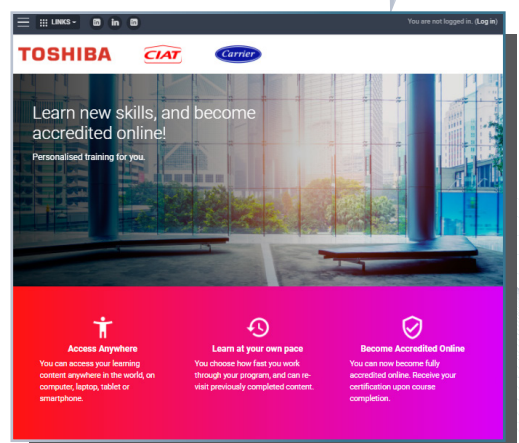 LINKS
You are not logged in. (Log in)
TOSHIBA
CIAT
Carrier
Learn new skills, and become
accredited online!
Personalised training for you.
Access Anywhere
You can access your learning
content anywhere in the world, on
computer, laptop, tablet or
smartphone.
Learn at your own pace
You choose how fast you work
through your program, and can re-
visit previously completed content.
Become Accredited Online
You can now become fully
accredited online. Receive your
certification upon course
completion.